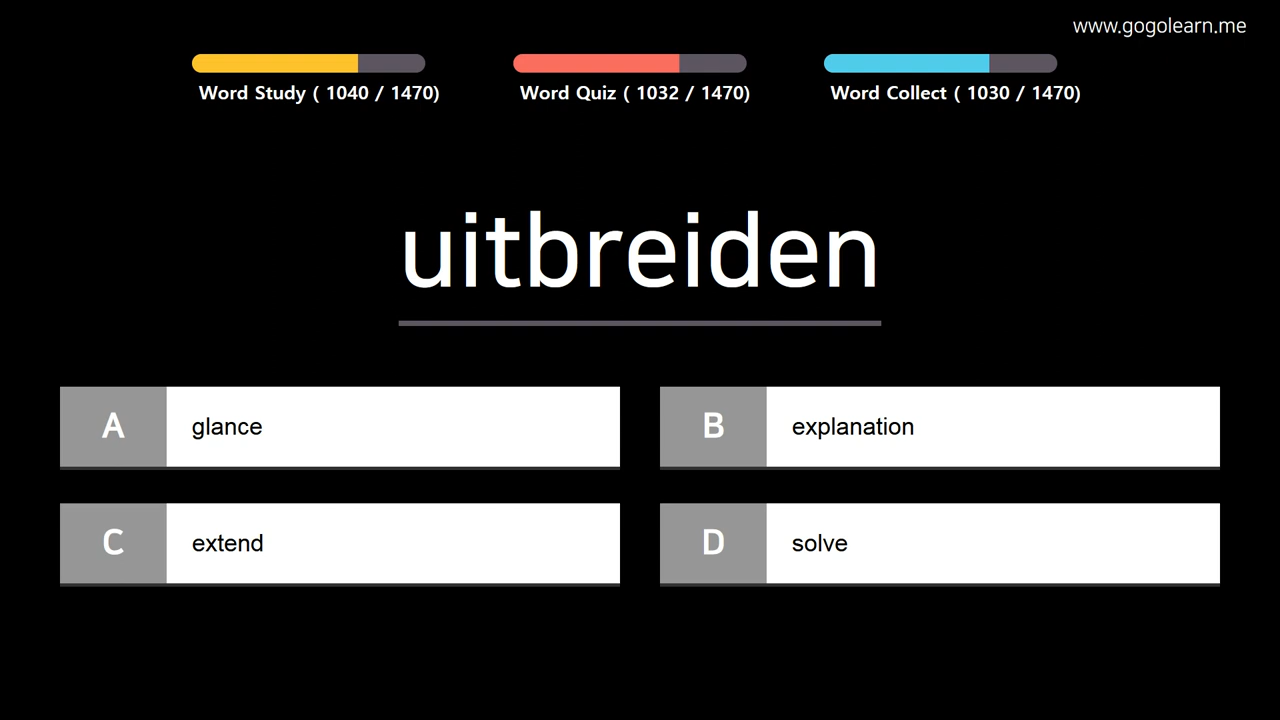 www.gogolearn.me
Word Study ( 1040 / 1470)
Word Quiz ( 1032 / 1470)
Word Collect ( 1030 / 1470)
uitbreiden
A glance
B explanation
C extend
D solve